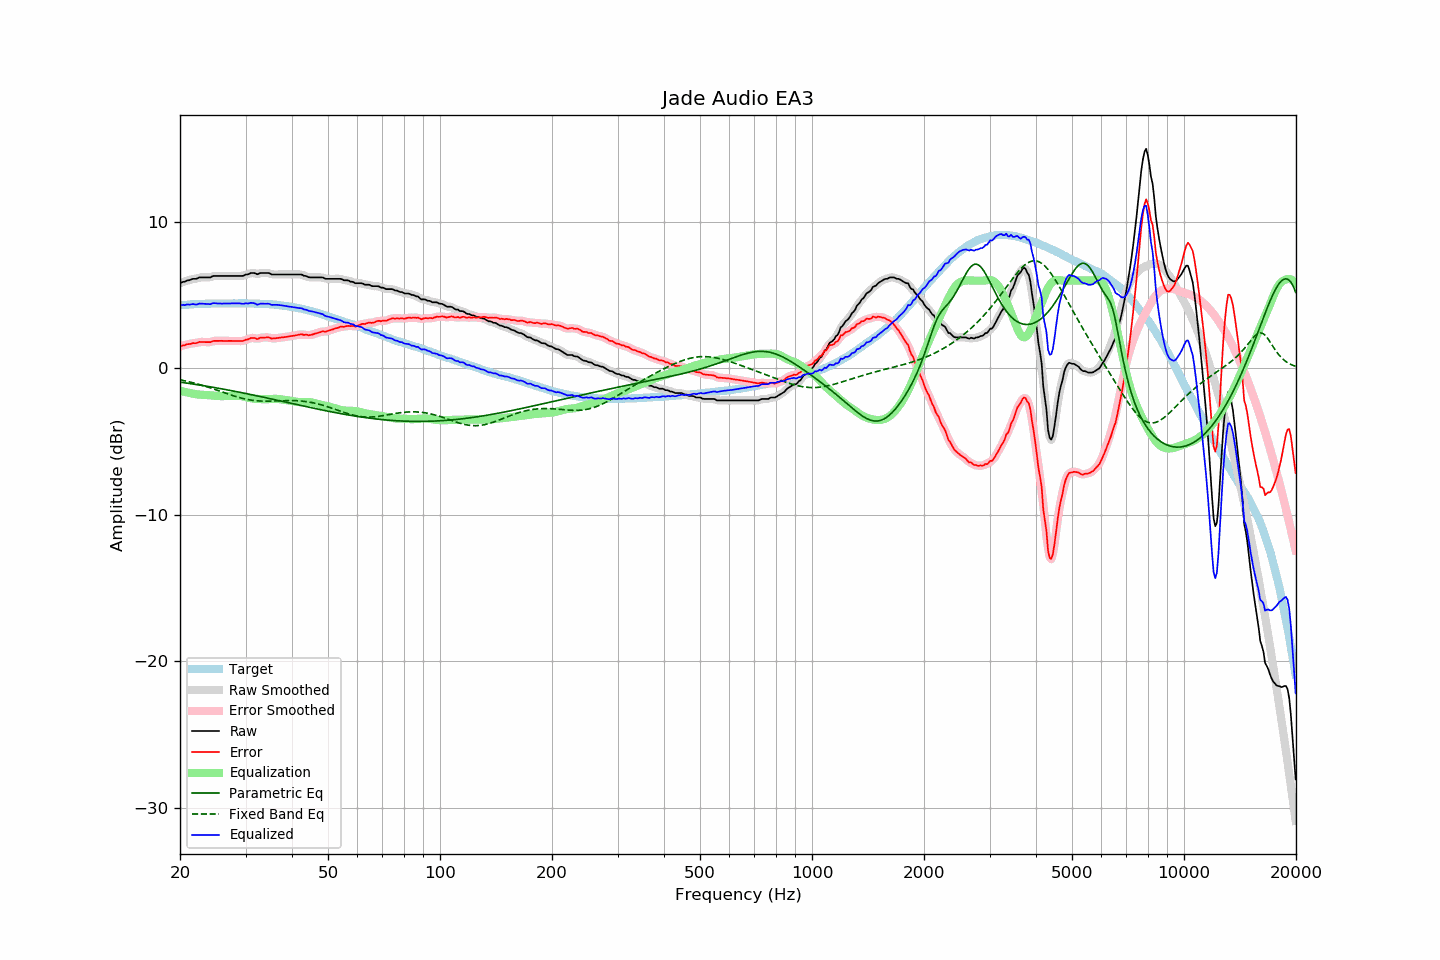 Jade Audio EA3
Amplitude (dBr)
10
0
−10
−20
−30
Target
Raw Smoothed
Error Smoothed
Raw
Error
Equalization
Parametric Eq
Fixed Band Eq
Equalized
20 50 100 200 500 1000 2000 5000 10000 20000
Frequency (Hz)